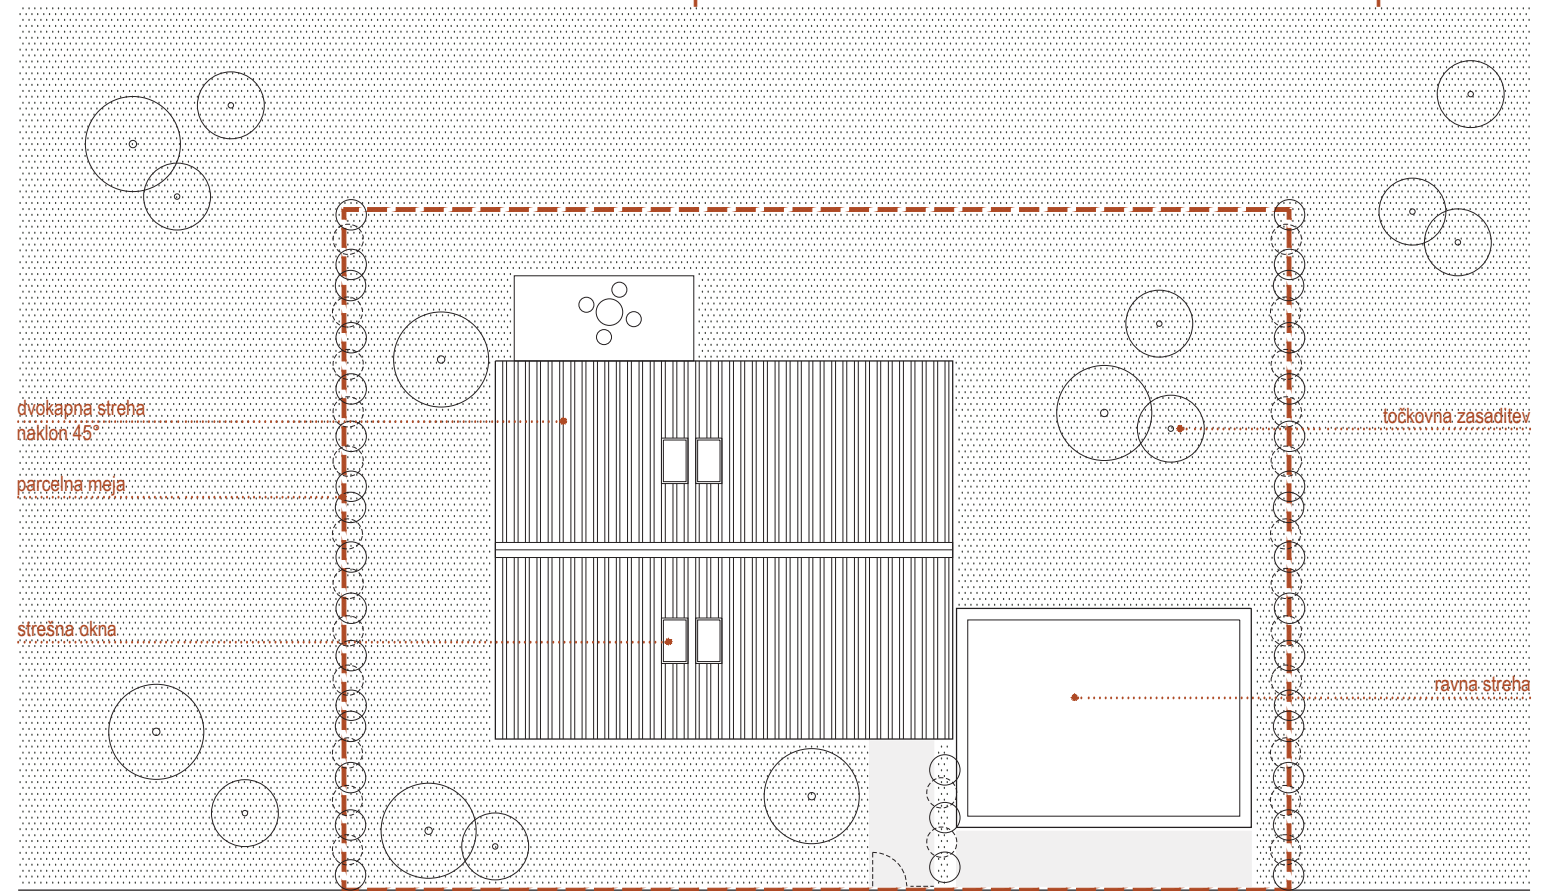 dvokapna streha
naklon 45°
točkovna zasaditev
parcelna meja
strešna okna
ravna streha